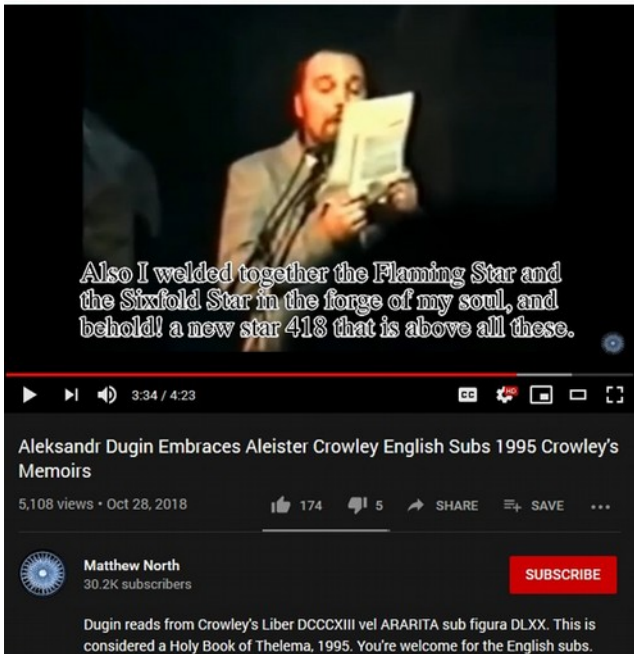 Also I welded together the Flaming Star and
the Sixfold Star in the forge of my soul, and
behold! a new star 418 that is above all these.
3:34 / 4:23
CC
HD
Aleksandr Dugin Embraces Aleister Crowley English Subs 1995 Crowley's
Memoirs
5,108 views • Oct 28, 2018 174 5 SHARE SAVE
Matthew North
30.2K subscribers
SUBSCRIBE
Dugin reads from Crowley's Liber DCCCXIII vel ARARITA sub figura DLXX. This is
considered a Holy Book of Thelema, 1995. You're welcome for the English subs.